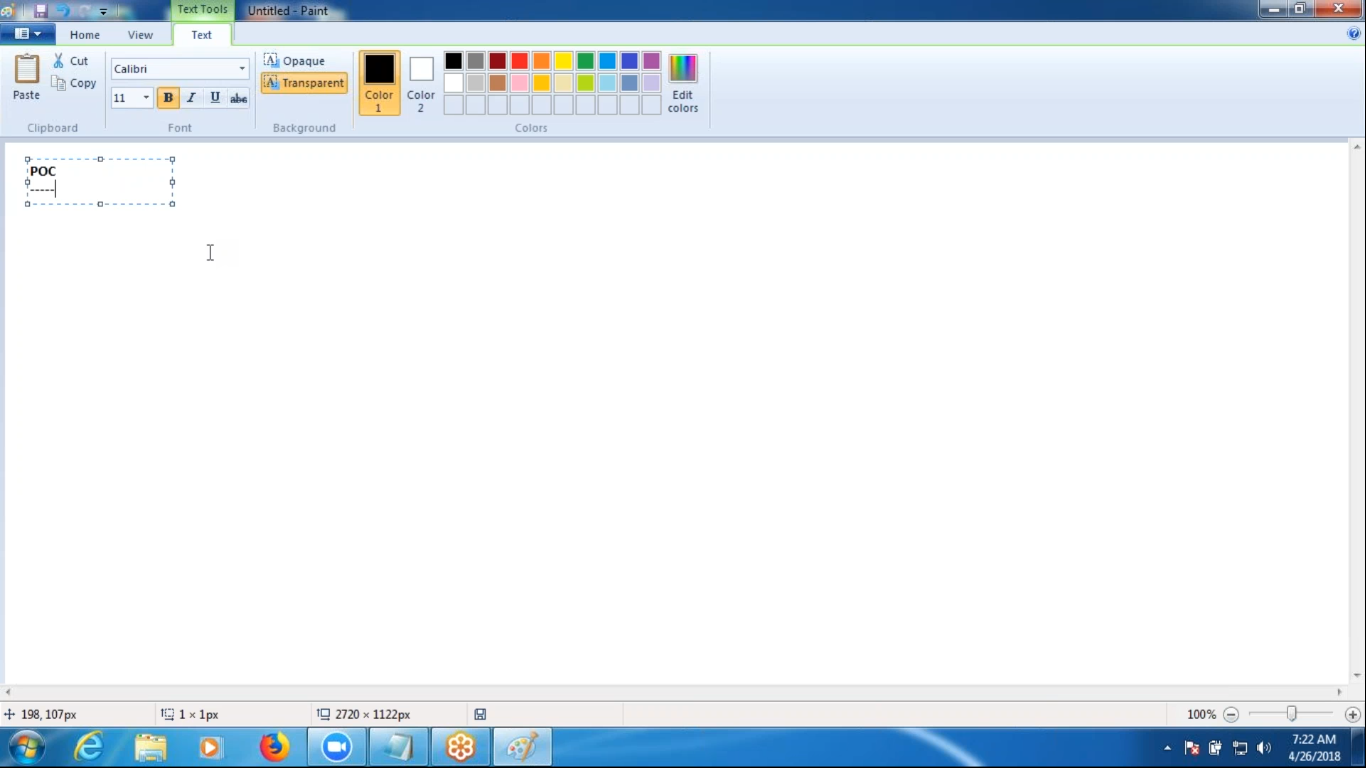 Text Tools
Untitled - Paint
Home
View
Text
Paste
Cut
Copy
Clipboard
Calibri
11
B I U abc
Font
Opaque
Transparent
Background
Color 1
Color 2
Edit colors
Colors
POC
-----
198, 107px
1 × 1px
2720 × 1122px
100%
7:22 AM
4/26/2018